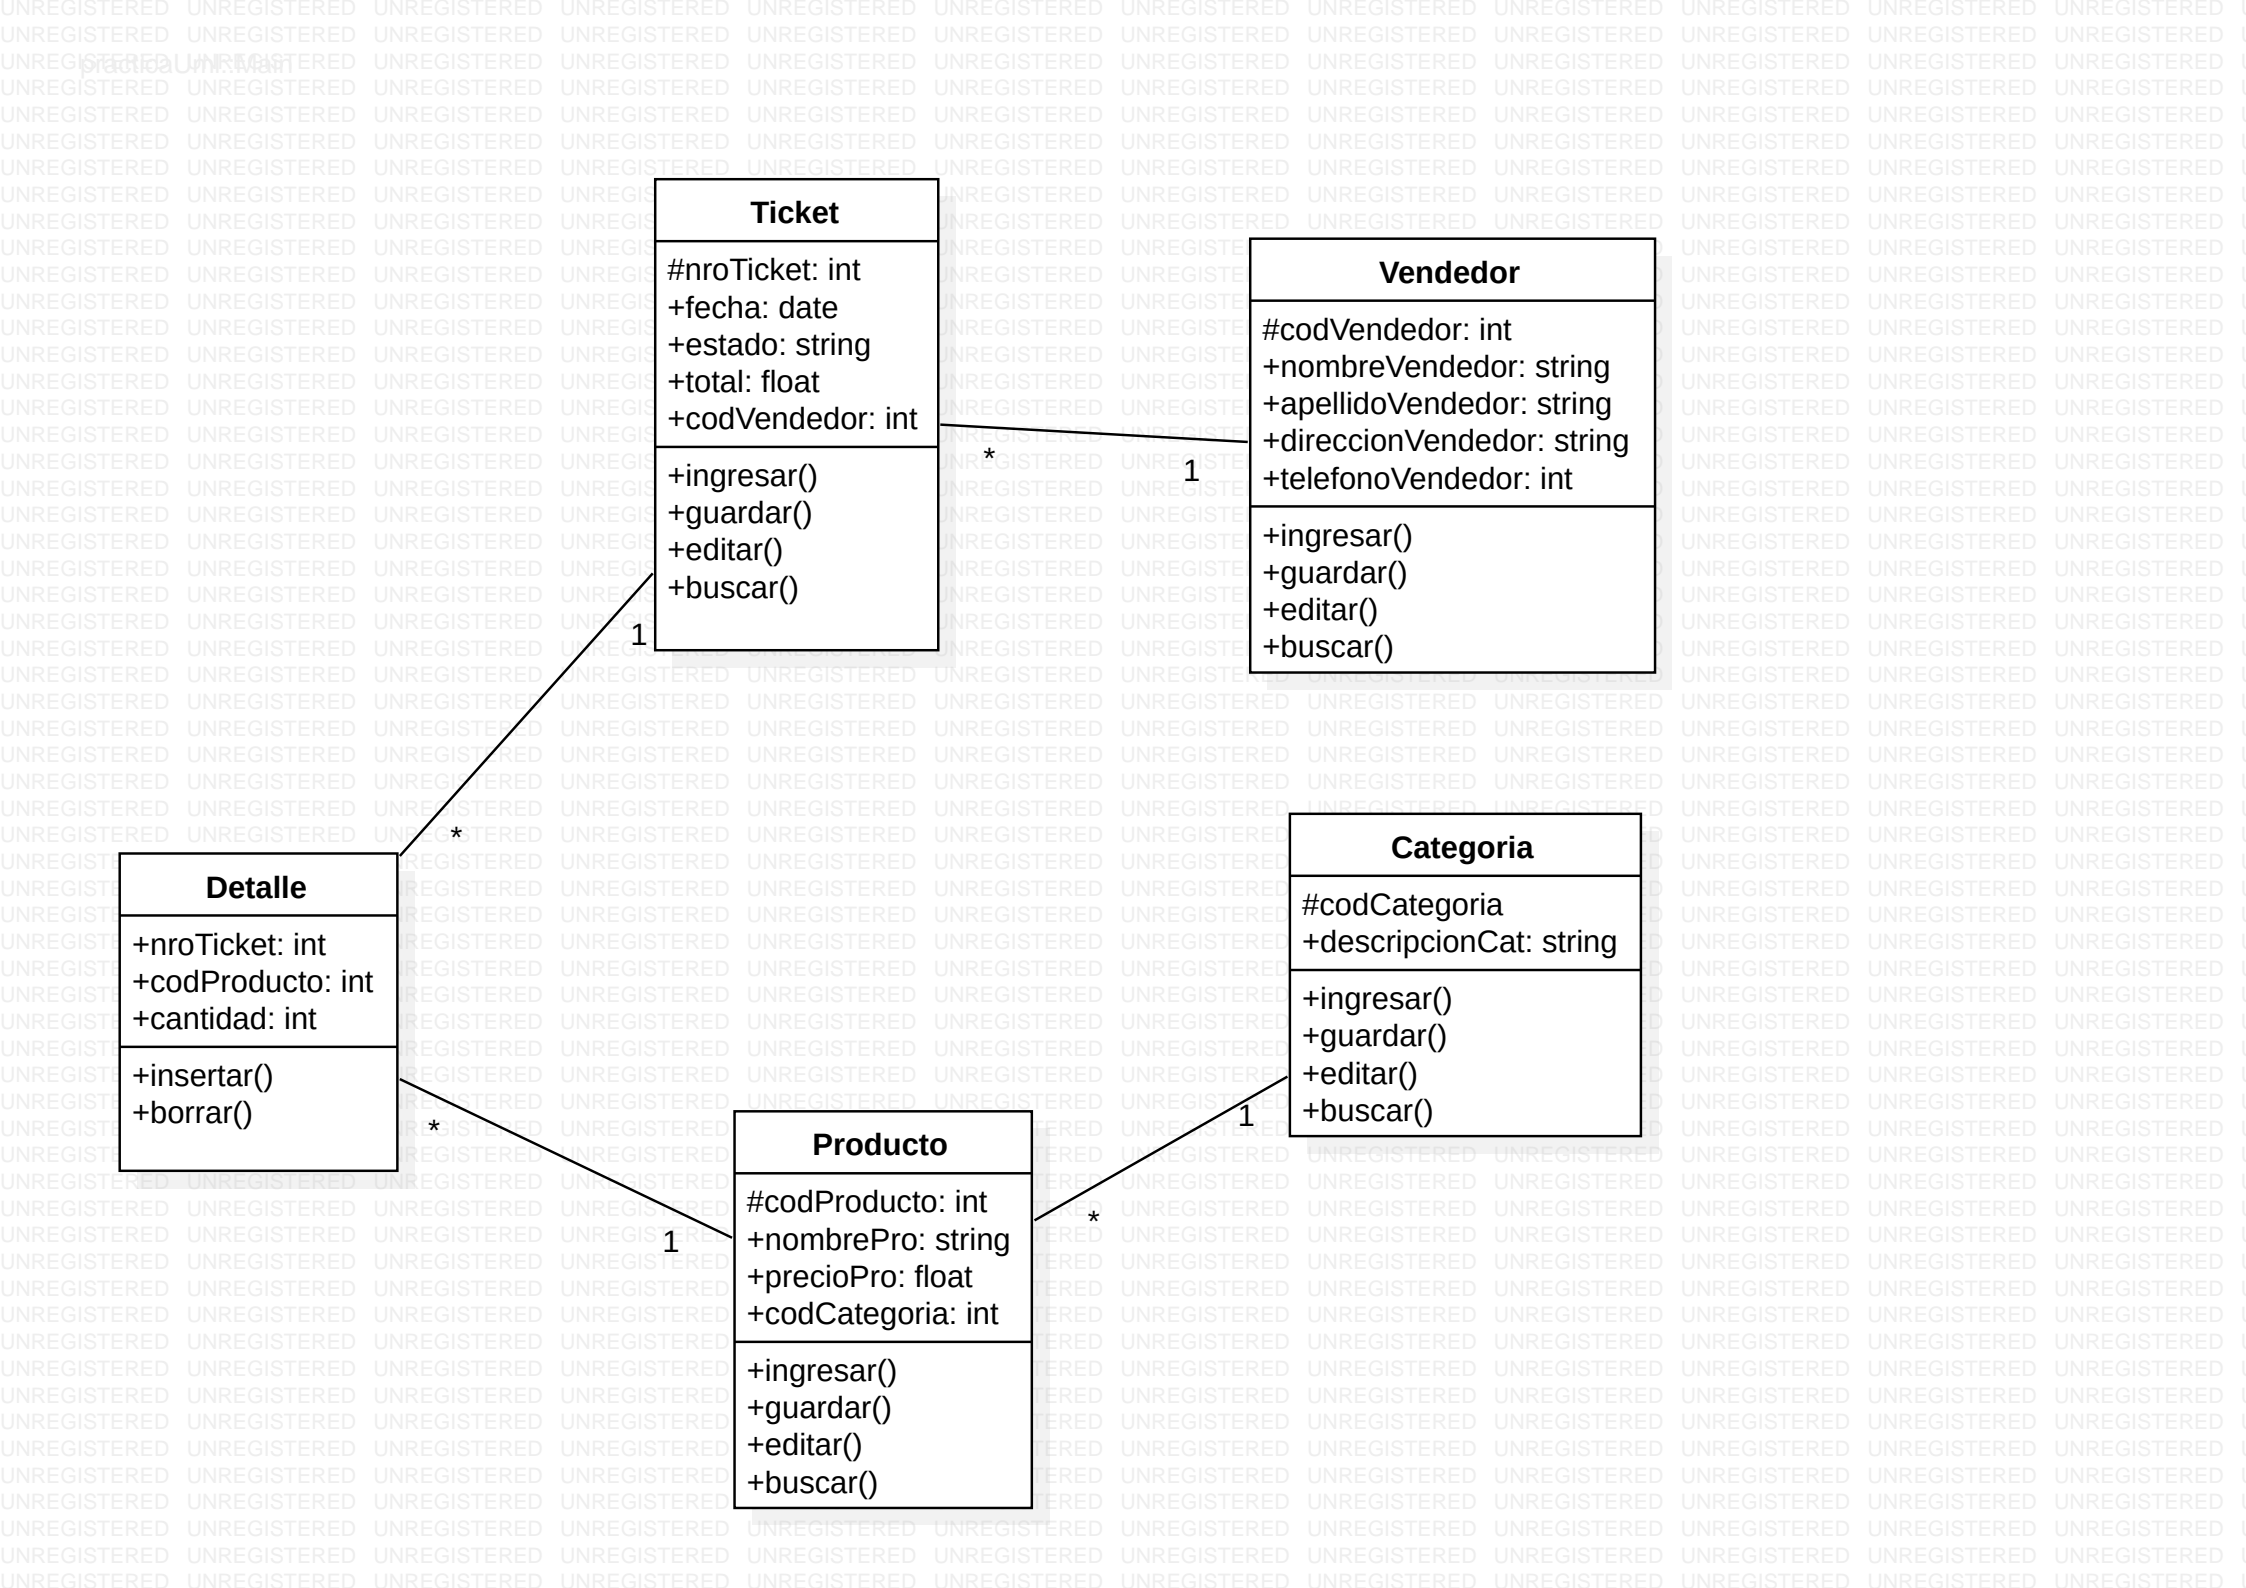 practicaUml::Main
Ticket
#nroTicket: int
+fecha: date
+estado: string
+total: float
+codVendedor: int
+ingresar()
+guardar()
+editar()
+buscar()
Vendedor
#codVendedor: int
+nombreVendedor: string
+apellidoVendedor: string
+direccionVendedor: string
+telefonoVendedor: int
+ingresar()
+guardar()
+editar()
+buscar()
*
1
1
*
Detalle
+nroTicket: int
+codProducto: int
+cantidad: int
+insertar()
+borrar()
Categoria
#codCategoria
+descripcionCat: string
+ingresar()
+guardar()
+editar()
+buscar()
*
1
1
*
Producto
#codProducto: int
+nombrePro: string
+precioPro: float
+codCategoria: int
+ingresar()
+guardar()
+editar()
+buscar()
UNREGISTERED